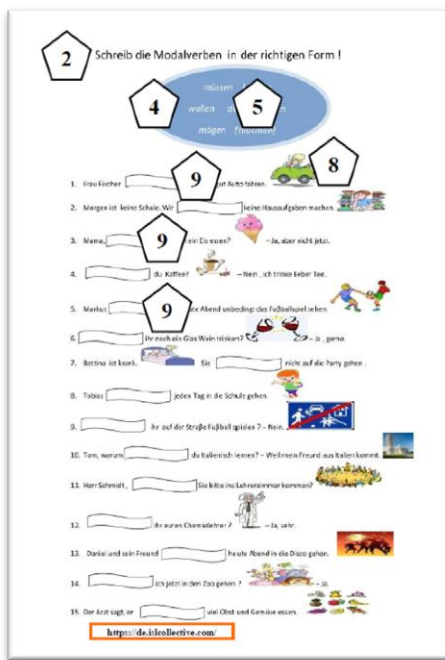 2 Schreib die Modalverben in der richtigen Form !
müssen
4 5
wollen
mögen (möchten)
8
9
1. Frau Fischer Auto fahren.
2. Morgen ist keine Schule. Wir keine Hausaufgaben machen.
9
3. Mama, ein Eis essen? – Ja, aber nicht jetzt.
4. du Kaffee? – Nein, ich trinke lieber Tee.
9
5. Markus Abend unbedingt das Fußballspiel sehen.
6. ihr noch ein Glas Wein trinken? – Ja, gerne.
7. Bettina ist krank. Sie nicht auf die Party gehen.
8. Tobias jeden Tag in die Schule gehen.
9. ihr auf der Straße Fußball spielen? – Nein.
10. Tom, warum du Italienisch lernen? – Weil mein Freund aus Italien kommt.
11. Herr Schmidt, Sie bitte ins Lehrerzimmer kommen?
12. ihr euren Chemielehrer? – Ja, sehr.
13. Daniel und sein Freund heute Abend in die Disco gehen.
14. ich jetzt in den Zoo gehen?
15. Der Arzt sagt, er viel Obst und Gemüse essen.
https://de.islcollective.com/